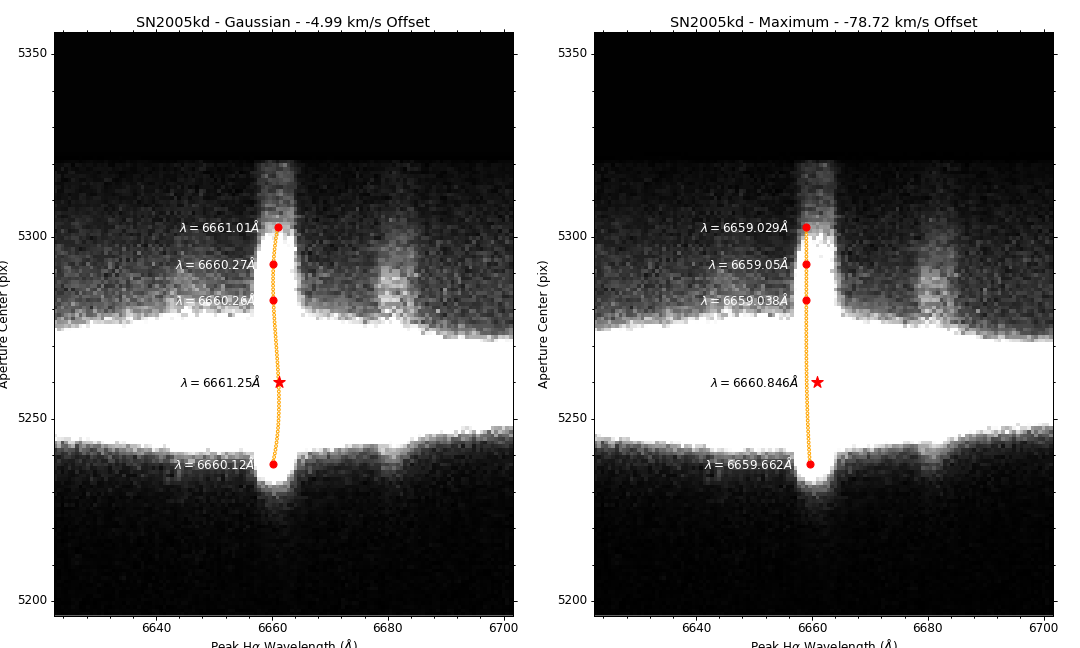 SN2005kd - Gaussian - -4.99 km/s Offset
5350
5300
5250
5200
λ = 6661.01Å
λ = 6660.27Å
λ = 6660.26Å
λ = 6661.25Å
λ = 6660.12Å
6640 6660 6680 6700
Peak Hα Wavelength (Å)
Aperture Center (pix)
SN2005kd - Maximum - -78.72 km/s Offset
5350
5300
5250
5200
λ = 6659.029Å
λ = 6659.05Å
λ = 6659.038Å
λ = 6660.846Å
λ = 6659.662Å
6640 6660 6680 6700
Peak Hα Wavelength (Å)
Aperture Center (pix)